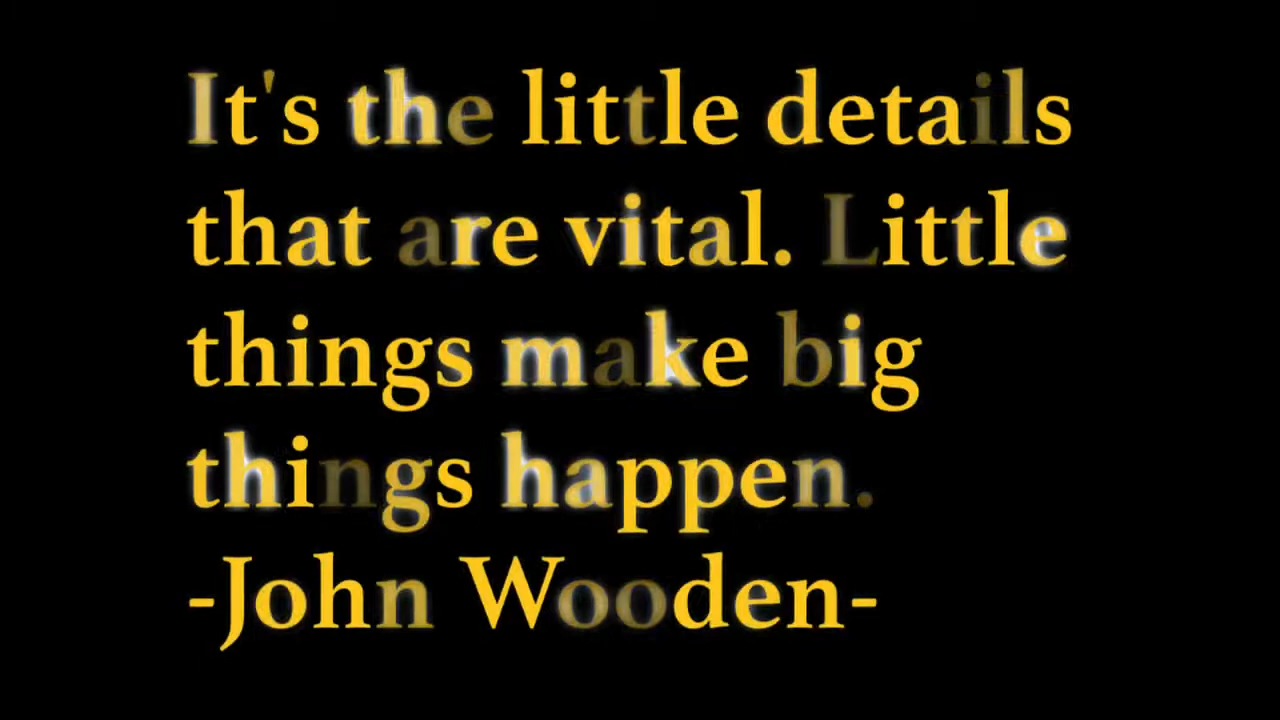 It's the little details
that are vital. Little
things make big
things happen.
-John Wooden-